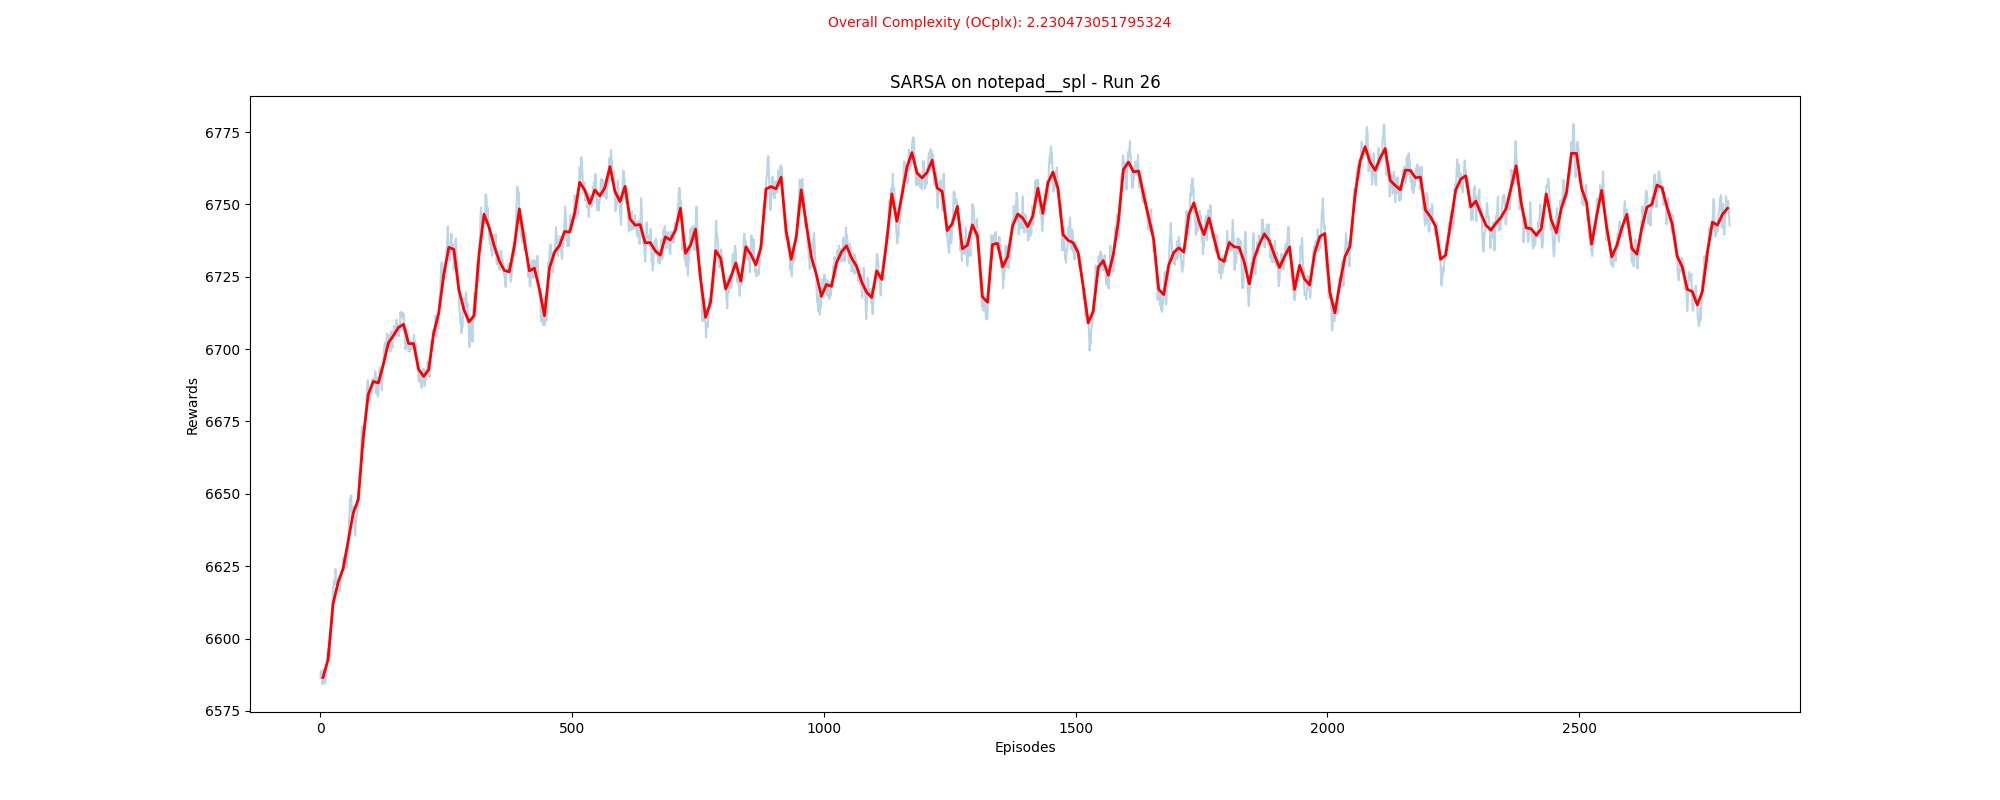 Overall Complexity (OCplx): 2.230473051795324
SARSA on notepad__spl - Run 26
6775
6750
6725
6700
6675
6650
6625
6600
6575
Rewards
0 500 1000 1500 2000 2500
Episodes